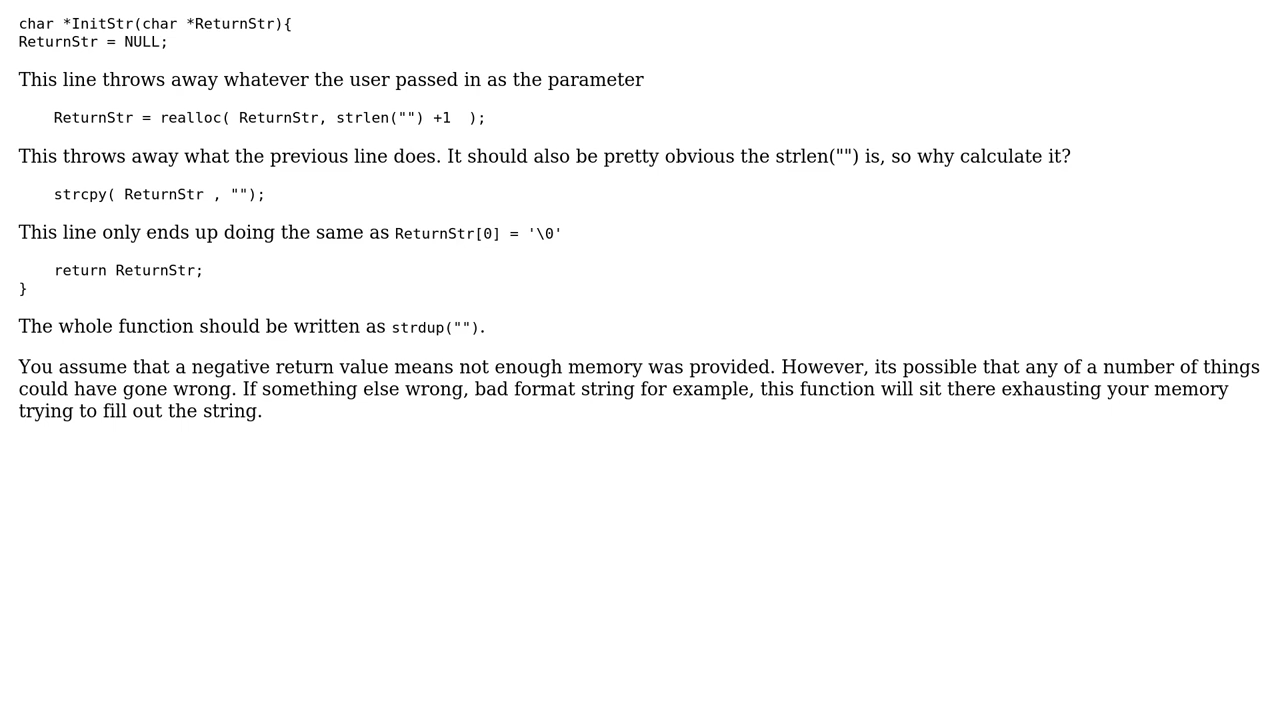 char *InitStr(char *ReturnStr){
ReturnStr = NULL;
This line throws away whatever the user passed in as the parameter
ReturnStr = realloc( ReturnStr, strlen("") +1  );
This throws away what the previous line does. It should also be pretty obvious the strlen("") is, so why calculate it?
strcpy( ReturnStr , "");
This line only ends up doing the same as ReturnStr[0] = '\0'
return ReturnStr;
}
The whole function should be written as strdup("").
You assume that a negative return value means not enough memory was provided. However, its possible that any of a number of things
could have gone wrong. If something else wrong, bad format string for example, this function will sit there exhausting your memory
trying to fill out the string.